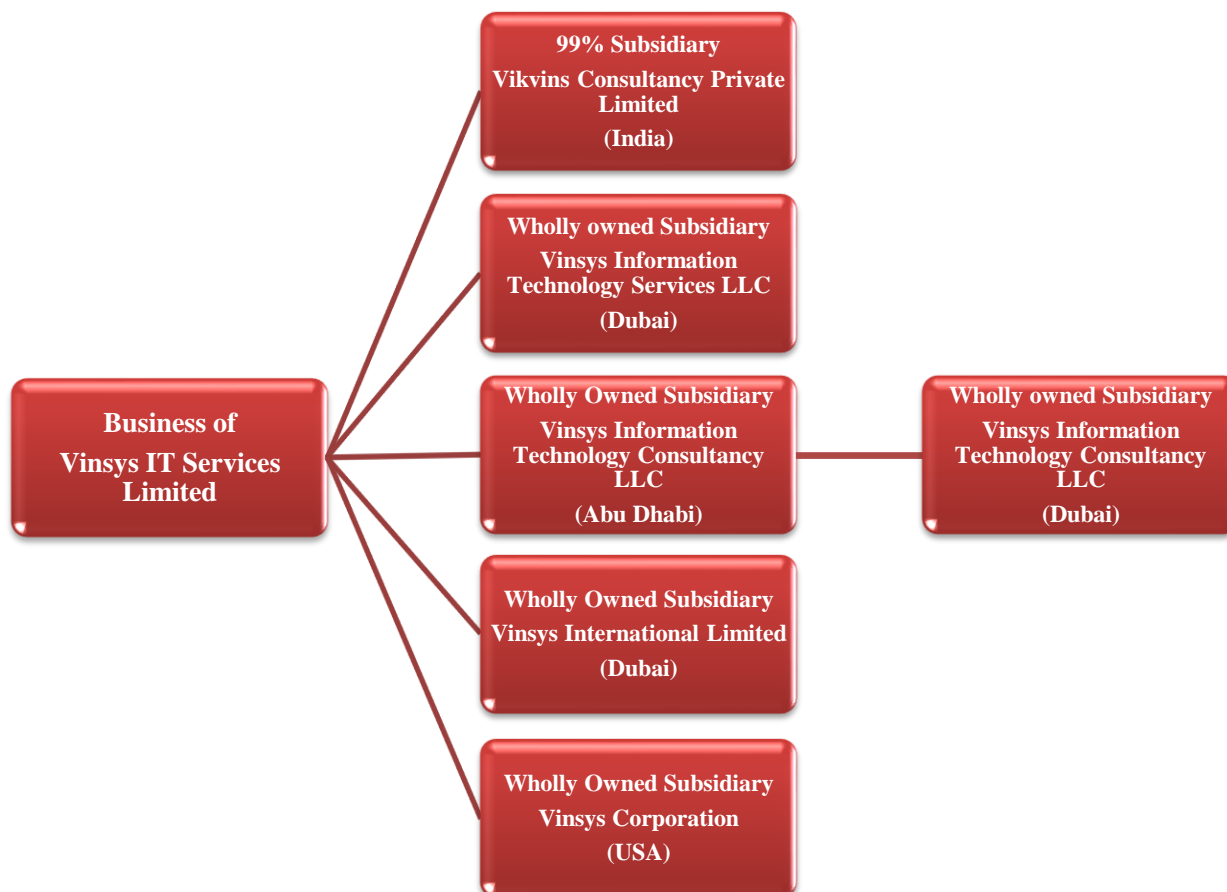 99% Subsidiary
Vikvins Consultancy Private
Limited
(India)
Wholly owned Subsidiary
Vinsys Information
Technology Services LLC
(Dubai)
Business of
Vinsys IT Services
Limited
Wholly Owned Subsidiary
Vinsys Information
Technology Consultancy
LLC
(Abu Dhabi)
Wholly owned Subsidiary
Vinsys Information
Technology Consultancy
LLC
(Dubai)
Wholly Owned Subsidiary
Vinsys International Limited
(Dubai)
Wholly Owned Subsidiary
Vinsys Corporation
(USA)